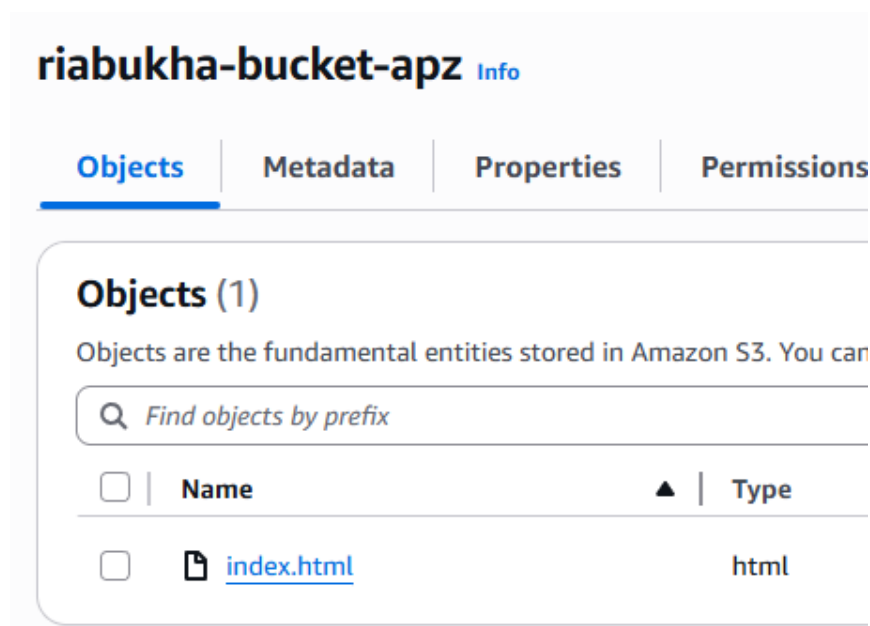 riabukha-bucket-apz Info
Objects Metadata Properties Permissions
Objects (1)
Objects are the fundamental entities stored in Amazon S3. You can
Find objects by prefix
Name Type
index.html html